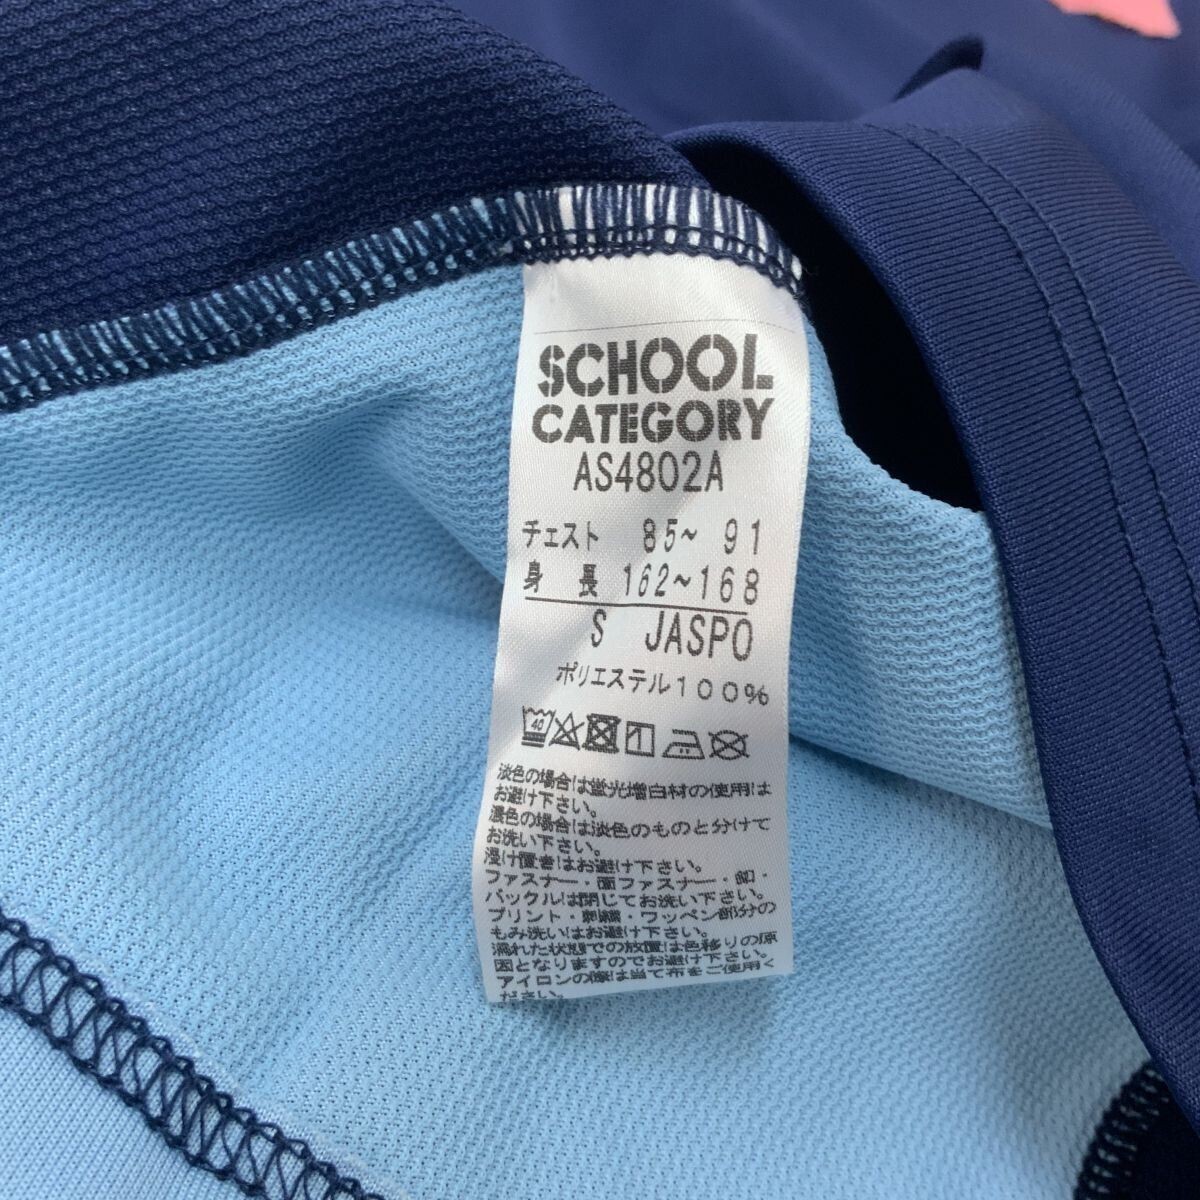 SCHOOL
CATEGORY
AS4802A
チェスト 85~ 91
身 長 162~168
S JASPO
ポリエステル100%
40
淡色の場合は蛍光増白材の使用は
お避け下さい。
濃色の場合は淡色のものと分けて
お洗い下さい。
浸け置きはお避け下さい。
ファスナー・面ファスナー・釦・
バックルは閉じてお洗い下さい。
プリント・刺繍・ワッペン部分の
もみ洗いはお避け下さい。
濡れた状態での放置は色移りの原
因となりますのでお避け下さい。
アイロンの際は当て布をご使用く
ださい。